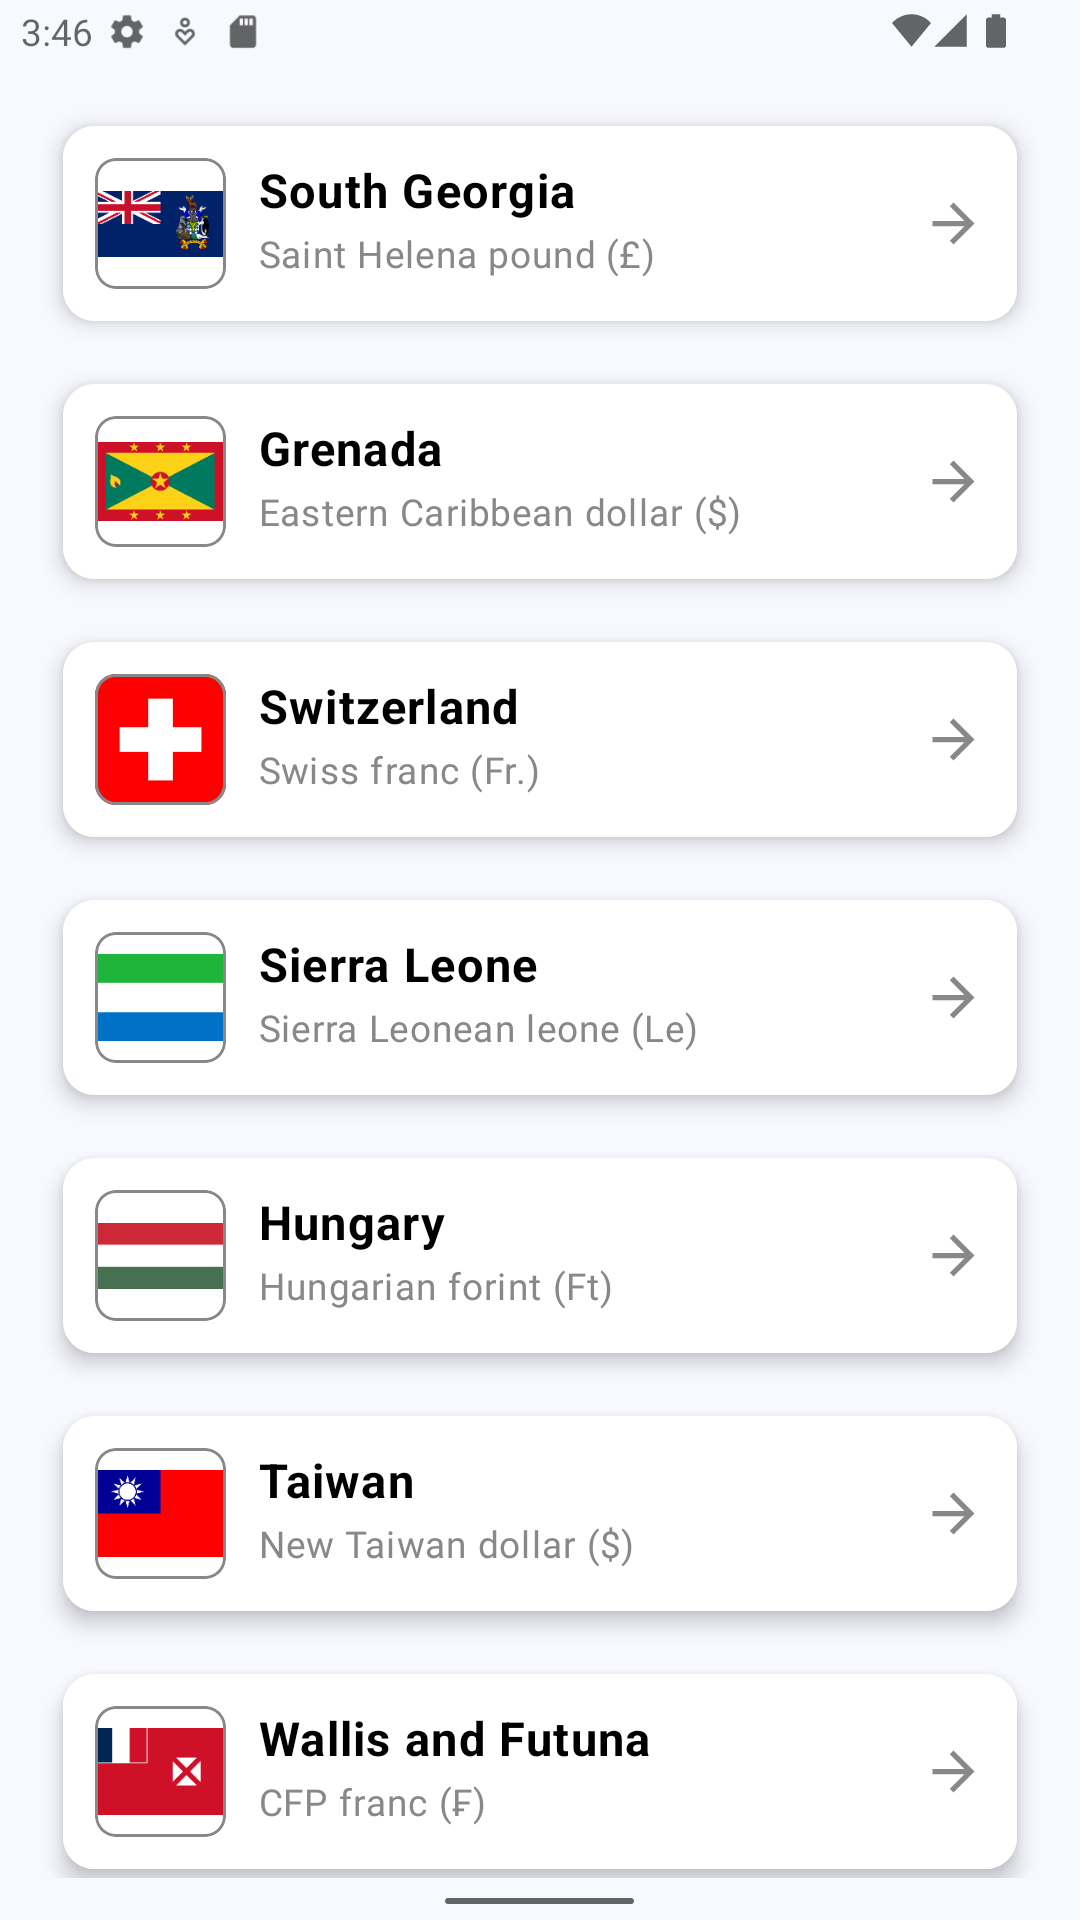 3:46
South Georgia
Saint Helena pound (£)
Grenada
Eastern Caribbean dollar ($)
Switzerland
Swiss franc (Fr.)
Sierra Leone
Sierra Leonean leone (Le)
Hungary
Hungarian forint (Ft)
Taiwan
New Taiwan dollar ($)
Wallis and Futuna
CFP franc (₣)